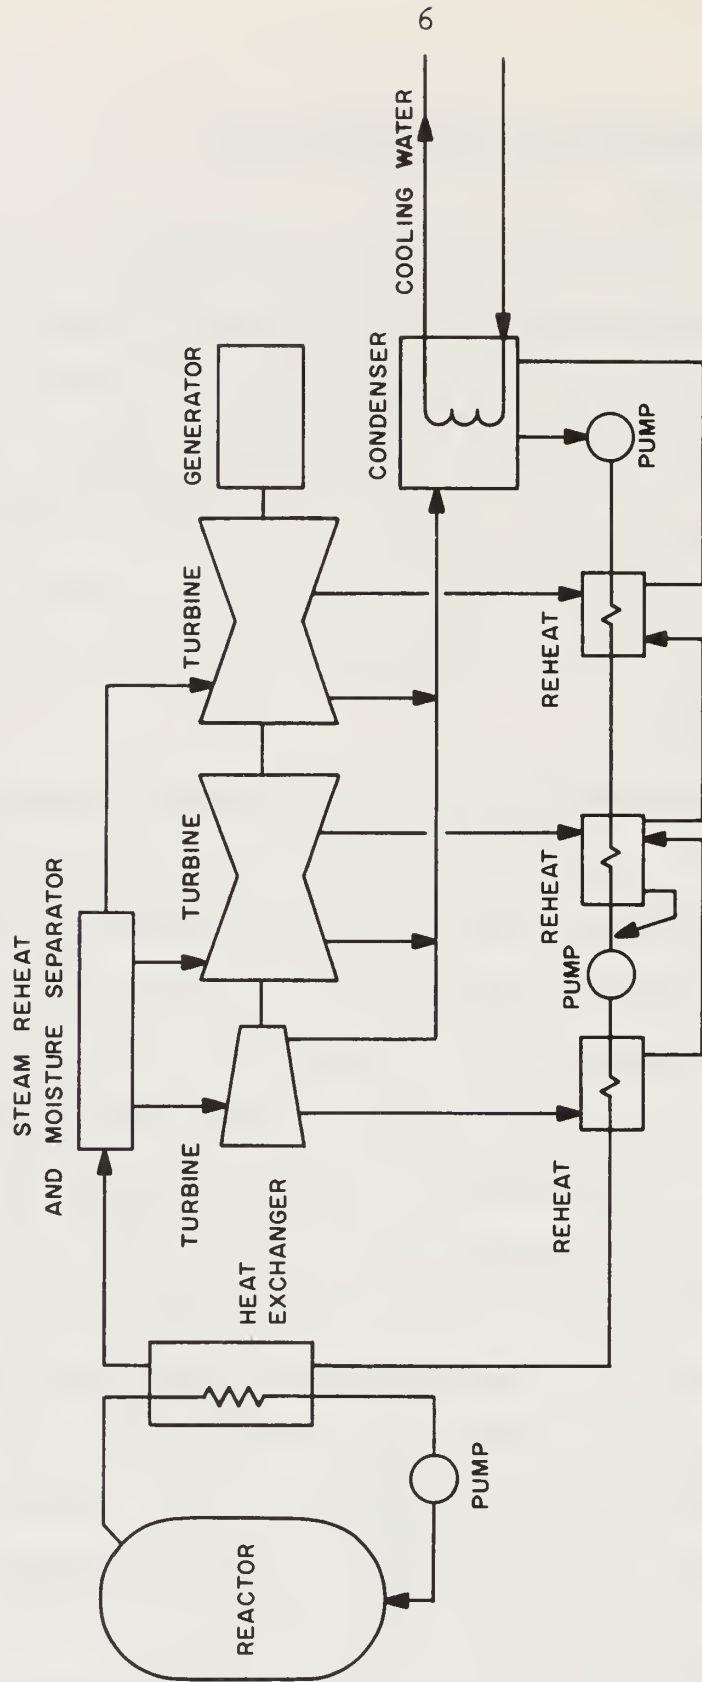 6
STEAM REHEAT
AND MOISTURE SEPARATOR
TURBINE
TURBINE
TURBINE
GENERATOR
HEAT
EXCHANGER
CONDENSER
COOLING WATER
REACTOR
PUMP
REHEAT
PUMP
REHEAT
REHEAT
PUMP